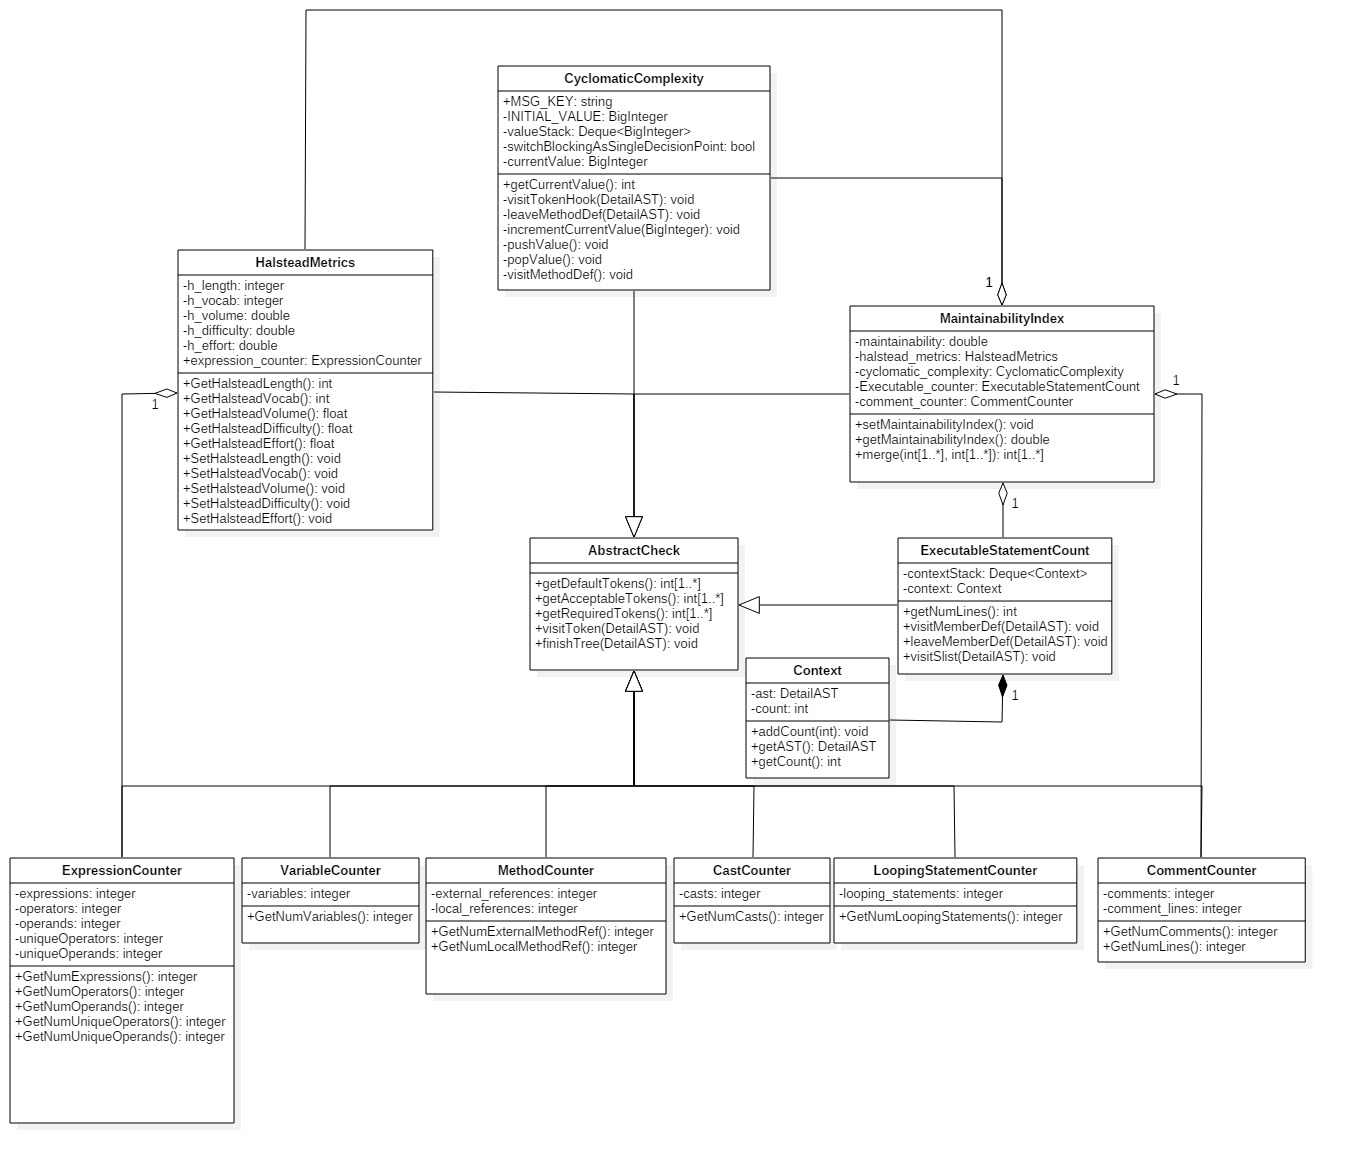 CyclomaticComplexity
+MSG_KEY: string
-INITIAL_VALUE: BigInteger
-valueStack: Deque<BigInteger>
-switchBlockingAsSingleDecisionPoint: bool
-currentValue: BigInteger
+getCurrentValue(): int
-visitTokenHook(DetailAST): void
-leaveMethodDef(DetailAST): void
-incrementCurrentValue(BigInteger): void
-pushValue(): void
-popValue(): void
-visitMethodDef(): void
HalsteadMetrics
-h_length: integer
-h_vocab: integer
-h_volume: double
-h_difficulty: double
-h_effort: double
+expression_counter: ExpressionCounter
+GetHalsteadLength(): int
+GetHalsteadVocab(): int
+GetHalsteadVolume(): float
+GetHalsteadDifficulty(): float
+GetHalsteadEffort(): float
+SetHalsteadLength(): void
+SetHalsteadVocab(): void
+SetHalsteadVolume(): void
+SetHalsteadDifficulty(): void
+SetHalsteadEffort(): void
1
1
MaintainabilityIndex
-maintainability: double
-halstead_metrics: HalsteadMetrics
-cyclomatic_complexity: CyclomaticComplexity
-Executable_counter: ExecutableStatementCount
-comment_counter: CommentCounter
+setMaintainabilityIndex(): void
+getMaintainabilityIndex(): double
+merge(int[1..*], int[1..*]): int[1..*]
1
1
AbstractCheck
+getDefaultTokens(): int[1..*]
+getAcceptableTokens(): int[1..*]
+getRequiredTokens(): int[1..*]
+visitToken(DetailAST): void
+finishTree(DetailAST): void
ExecutableStatementCount
-contextStack: Deque<Context>
-context: Context
+getNumLines(): int
+visitMemberDef(DetailAST): void
+leaveMemberDef(DetailAST): void
+visitSlist(DetailAST): void
1
Context
-ast: DetailAST
-count: int
+addCount(int): void
+getAST(): DetailAST
+getCount(): int
ExpressionCounter
-expressions: integer
-operators: integer
-operands: integer
-uniqueOperators: integer
-uniqueOperands: integer
+GetNumExpressions(): integer
+GetNumOperators(): integer
+GetNumOperands(): integer
+GetNumUniqueOperators(): integer
+GetNumUniqueOperands(): integer
VariableCounter
-variables: integer
+GetNumVariables(): integer
MethodCounter
-external_references: integer
-local_references: integer
+GetNumExternalMethodRef(): integer
+GetNumLocalMethodRef(): integer
CastCounter
-casts: integer
+GetNumCasts(): integer
LoopingStatementCounter
-looping_statements: integer
+GetNumLoopingStatements(): integer
CommentCounter
-comments: integer
-comment_lines: integer
+GetNumComments(): integer
+GetNumLines(): integer